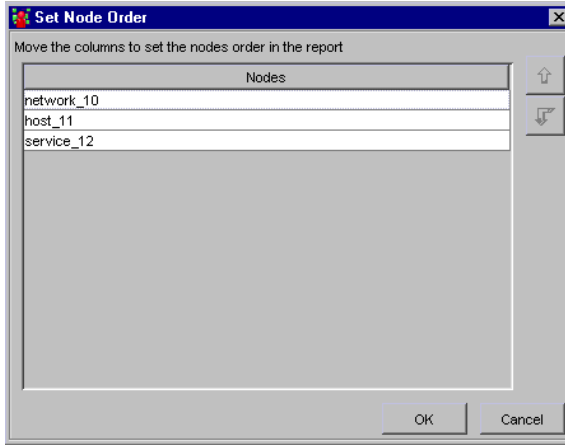 Set Node Order
Move the columns to set the nodes order in the report
Nodes
network_10
host_11
service_12
OK Cancel